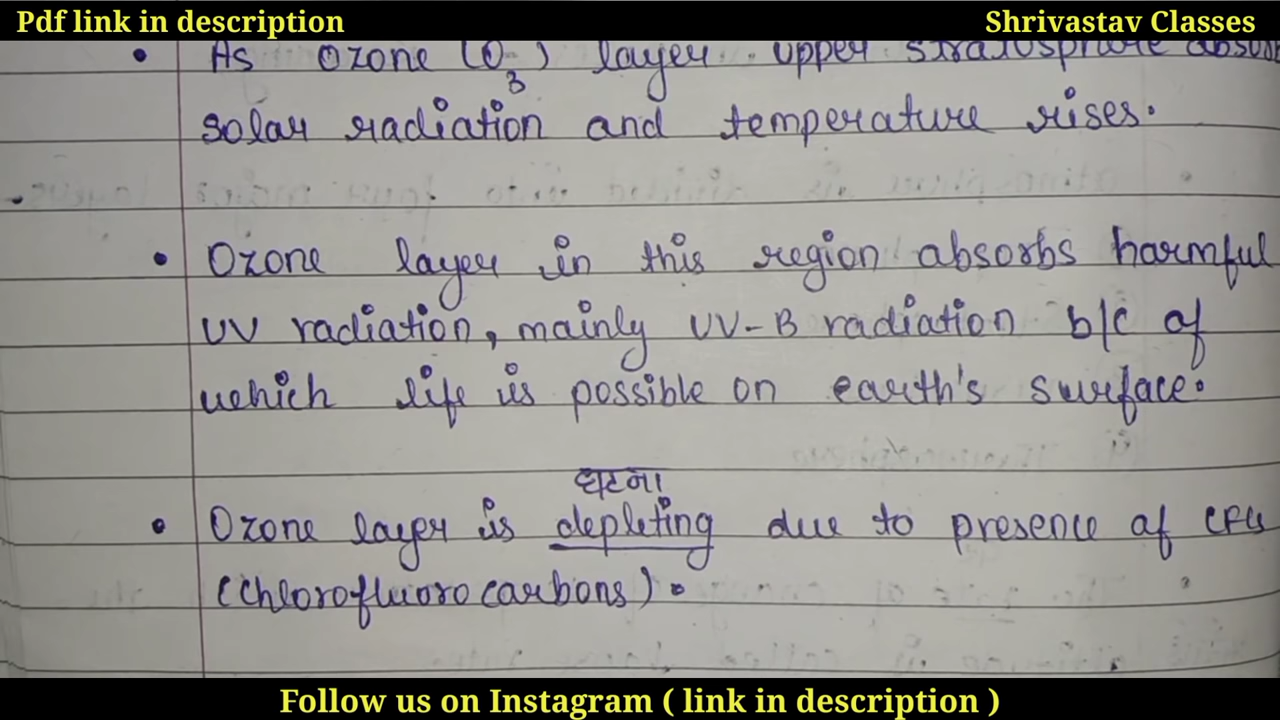 Pdf link in description
Shrivastav Classes
• As Ozone (O3) layer upper stratosphere absorb
solar radiation and temperature rises.
• Ozone layer in this region absorbs harmful
UV radiation, mainly UV-B radiation b/c of
which life is possible on earth's surface.
घटना
• Ozone layer is depleting due to presence of CFCs
(Chlorofluoro carbons).
Follow us on Instagram ( link in description )